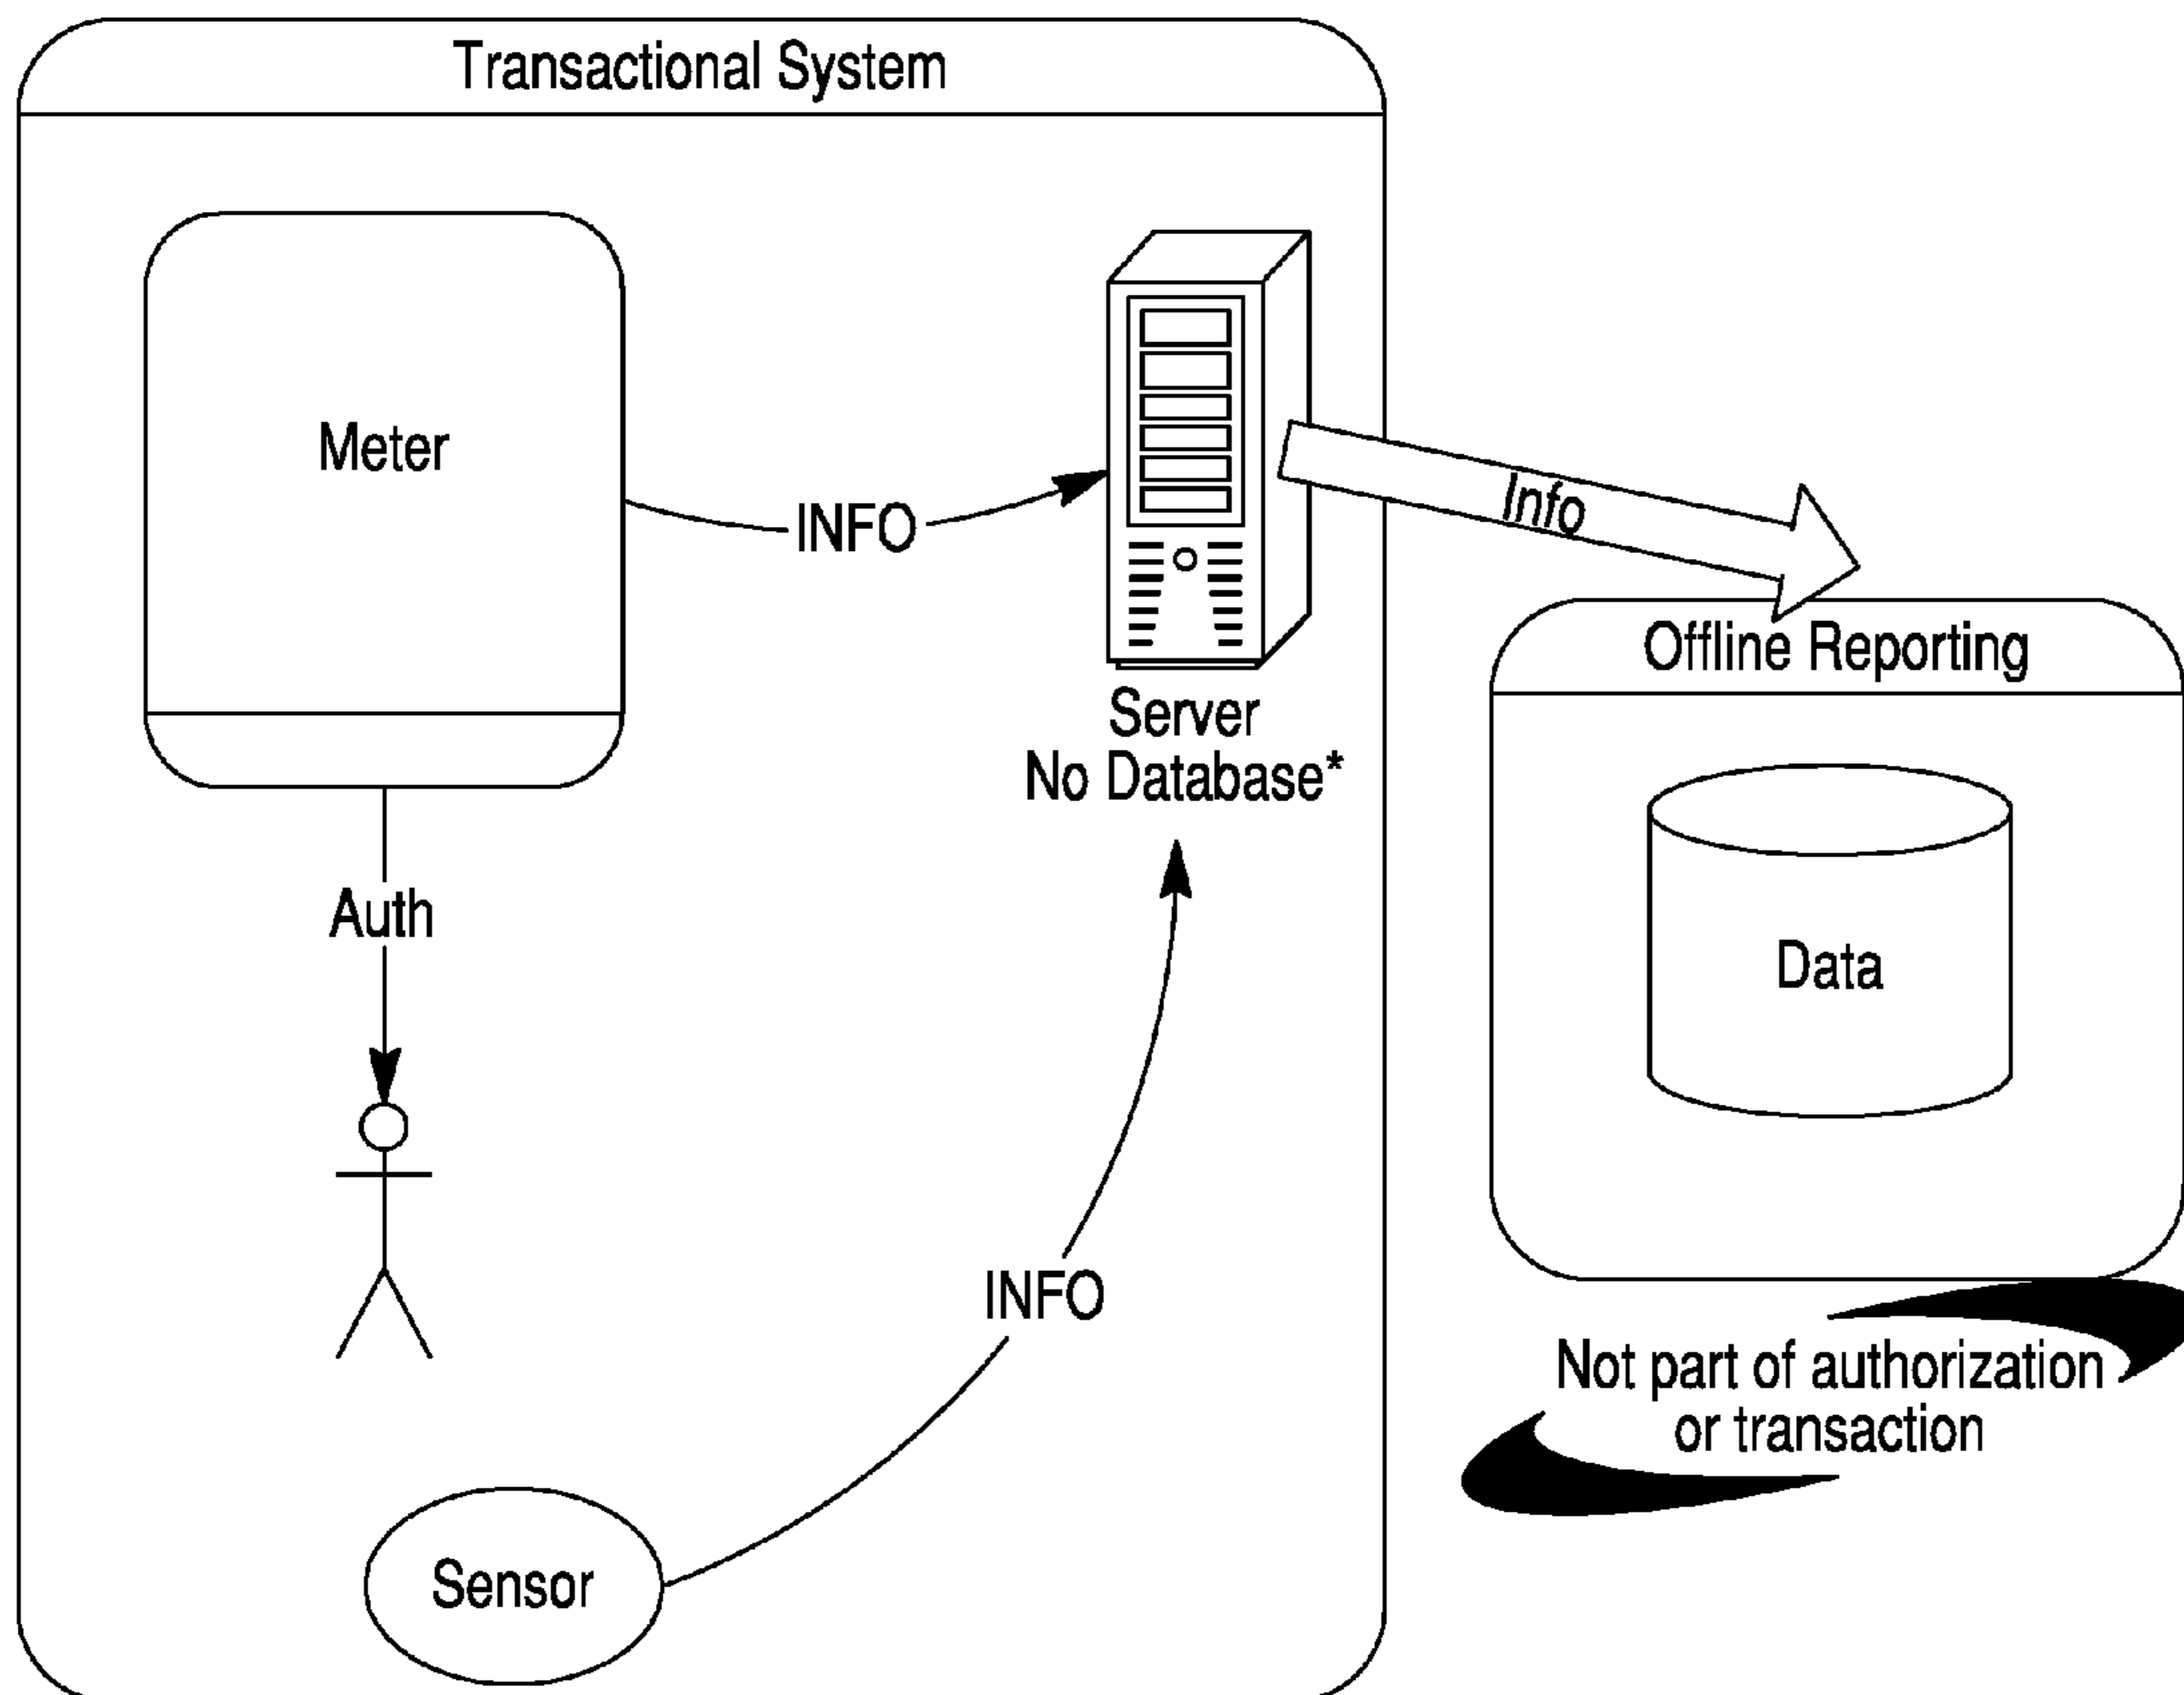 Transactional System
Meter
INFO
Info
Server
No Database*
Offline Reporting
Data
Auth
INFO
Not part of authorization
or transaction
Sensor